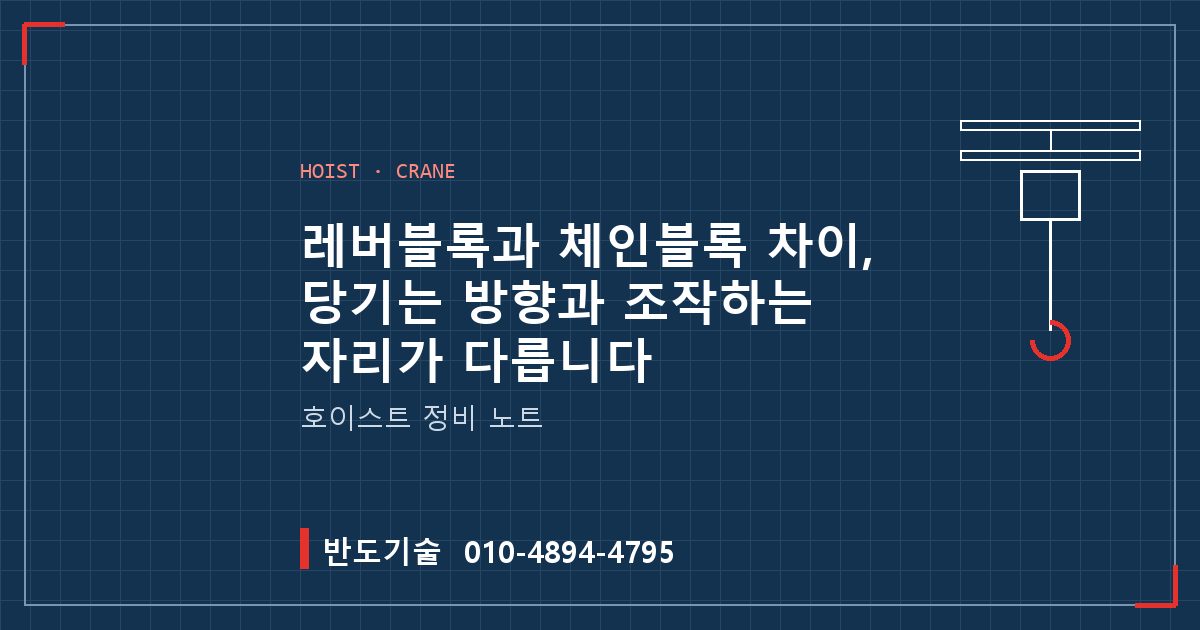 HOIST · CRANE
레버블록과 체인블록 차이,
당기는 방향과 조작하는
자리가 다릅니다
호이스트 정비 노트
반도기술 010-4894-4795